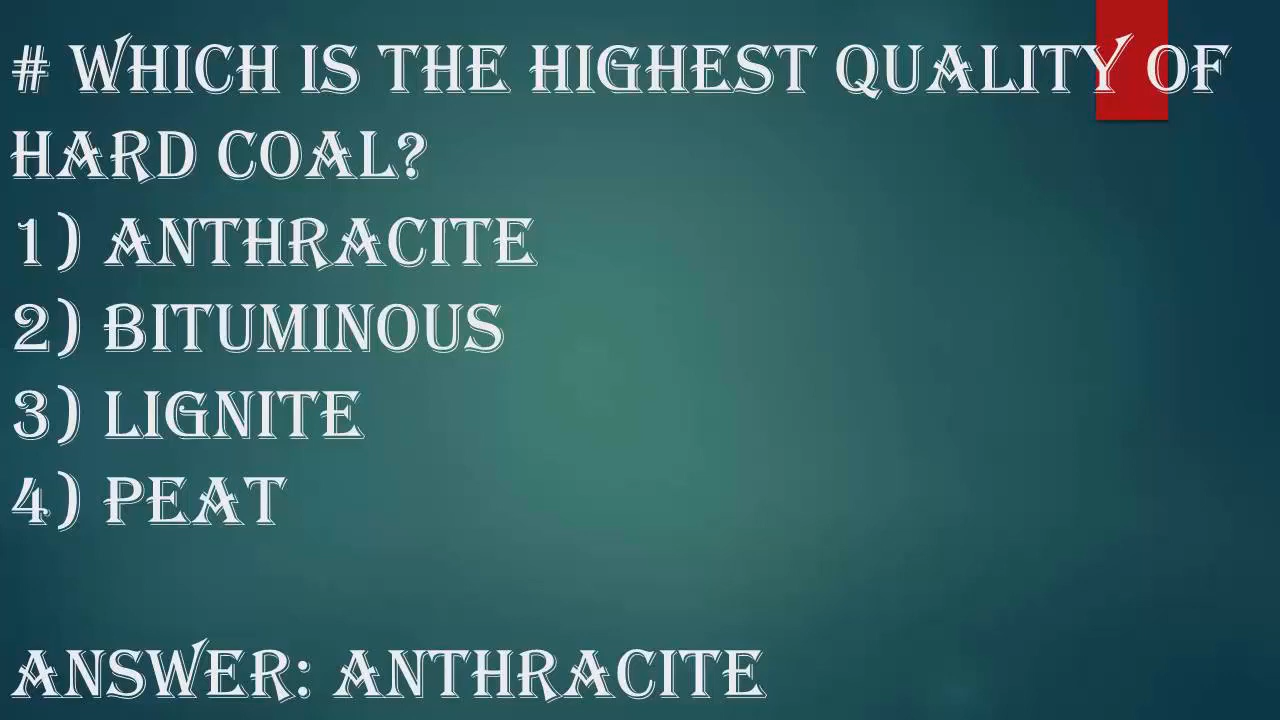 # WHICH IS THE HIGHEST QUALITY OF
HARD COAL?
1) ANTHRACITE
2) BITUMINOUS
3) LIGNITE
4) PEAT
ANSWER: ANTHRACITE